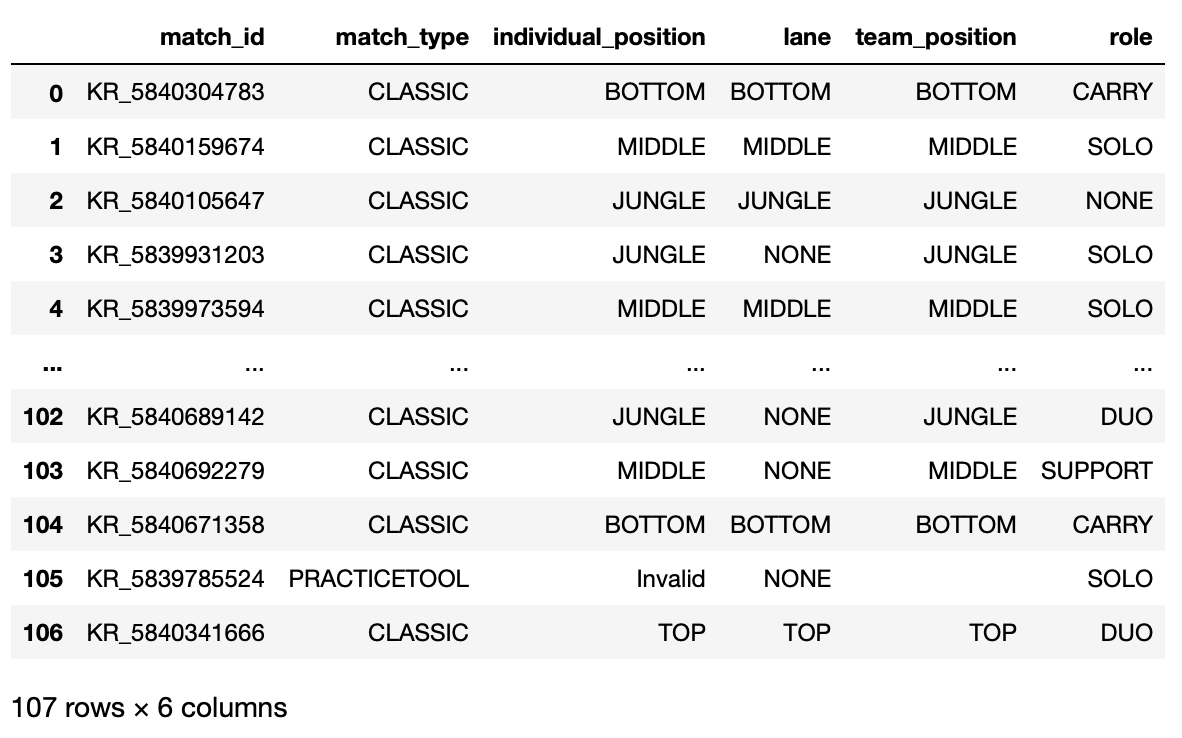 match_id match_type individual_position lane team_position role
0 KR_5840304783 CLASSIC BOTTOM BOTTOM BOTTOM CARRY
1 KR_5840159674 CLASSIC MIDDLE MIDDLE MIDDLE SOLO
2 KR_5840105647 CLASSIC JUNGLE JUNGLE JUNGLE NONE
3 KR_5839931203 CLASSIC JUNGLE NONE JUNGLE SOLO
4 KR_5839973594 CLASSIC MIDDLE MIDDLE MIDDLE SOLO
... ... ... ... ... ... ...
102 KR_5840689142 CLASSIC JUNGLE NONE JUNGLE DUO
103 KR_5840692279 CLASSIC MIDDLE NONE MIDDLE SUPPORT
104 KR_5840671358 CLASSIC BOTTOM BOTTOM BOTTOM CARRY
105 KR_5839785524 PRACTICETOOL Invalid NONE SOLO
106 KR_5840341666 CLASSIC TOP TOP TOP DUO
107 rows × 6 columns